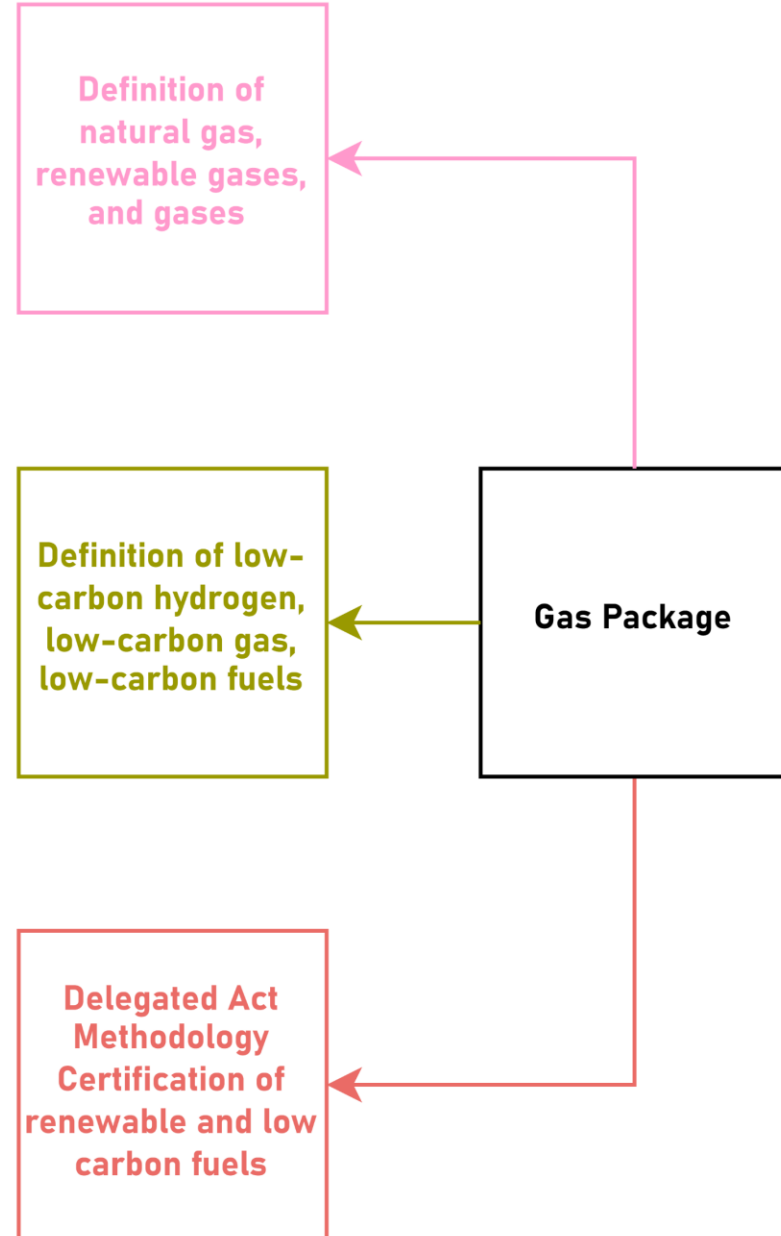 Definition of
natural gas,
renewable gases,
and gases
Definition of low-
carbon hydrogen,
low-carbon gas,
low-carbon fuels
Gas Package
Delegated Act
Methodology
Certification of
renewable and low
carbon fuels